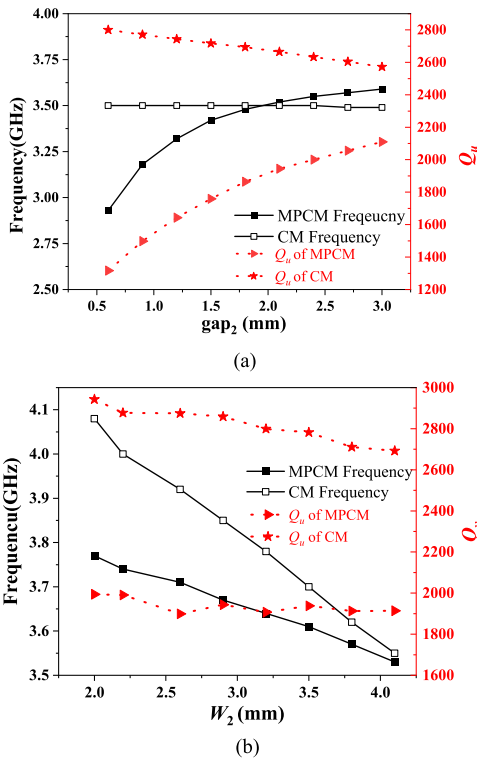 4.00
3.75
3.50
3.25
3.00
2.75
2.50
Frequency(GHz)
2800
2600
2400
2200
2000
1800
1600
1400
1200
Qu
MPCM Freqeucny
CM Frequency
Qu of MPCM
Qu of CM
0.5 1.0 1.5 2.0 2.5 3.0
gap2 (mm)
(a)
4.1
4.0
3.9
3.8
3.7
3.6
3.5
Frequencu(GHz)
3000
2800
2600
2400
2200
2000
1800
1600
Q..
MPCM Frequency
CM Frequency
Qu of MPCM
Qu of CM
2.0 2.5 3.0 3.5 4.0
W2 (mm)
(b)